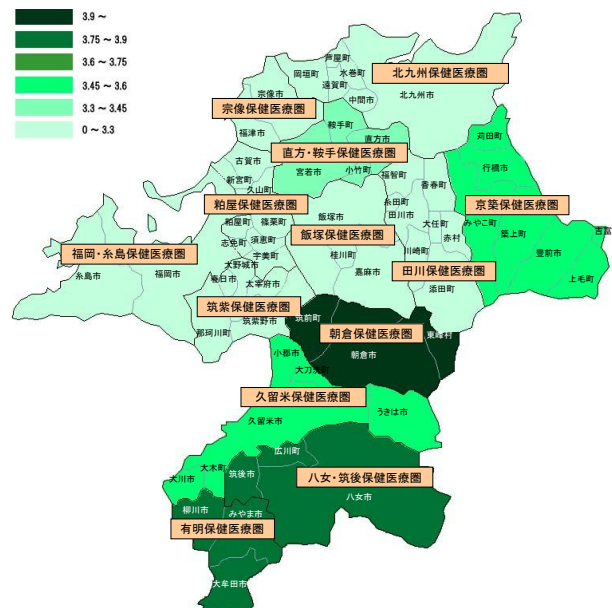 3.9 ～
3.75 ～ 3.9
3.6 ～ 3.75
3.45 ～ 3.6
3.3 ～ 3.45
0 ～ 3.3
芦屋町
岡垣町
水巻町
遠賀町
北九州保健医療圏
宗像市
中間市
北九州市
宗像保健医療圏
鞍手町
福津市
直方市
苅田町
直方・鞍手保健医療圏
古賀市
宮若市
小竹町
福智町
行橋市
新宮町
久山町
香春町
粕屋保健医療圏
糸田町
京築保健医療圏
粕屋町
篠栗町
飯塚市
田川市
大任町
みやこ町
吉富
志免町
須恵町
飯塚保健医療圏
赤村
築上町
福岡・糸島保健医療圏
宇美町
川崎町
豊前市
大野城市
桂川町
糸島市
福岡市
春日市
嘉麻市
田川保健医療圏
上毛町
太宰府市
添田町
筑紫保健医療圏
筑紫野市
筑前町
那珂川町
朝倉保健医療圏
東峰村
小郡市
朝倉市
大刀洗町
久留米保健医療圏
うきは市
久留米市
広川町
大木町
大川市
筑後市
八女・筑後保健医療圏
八女市
柳川市
みやま市
有明保健医療圏
大牟田市